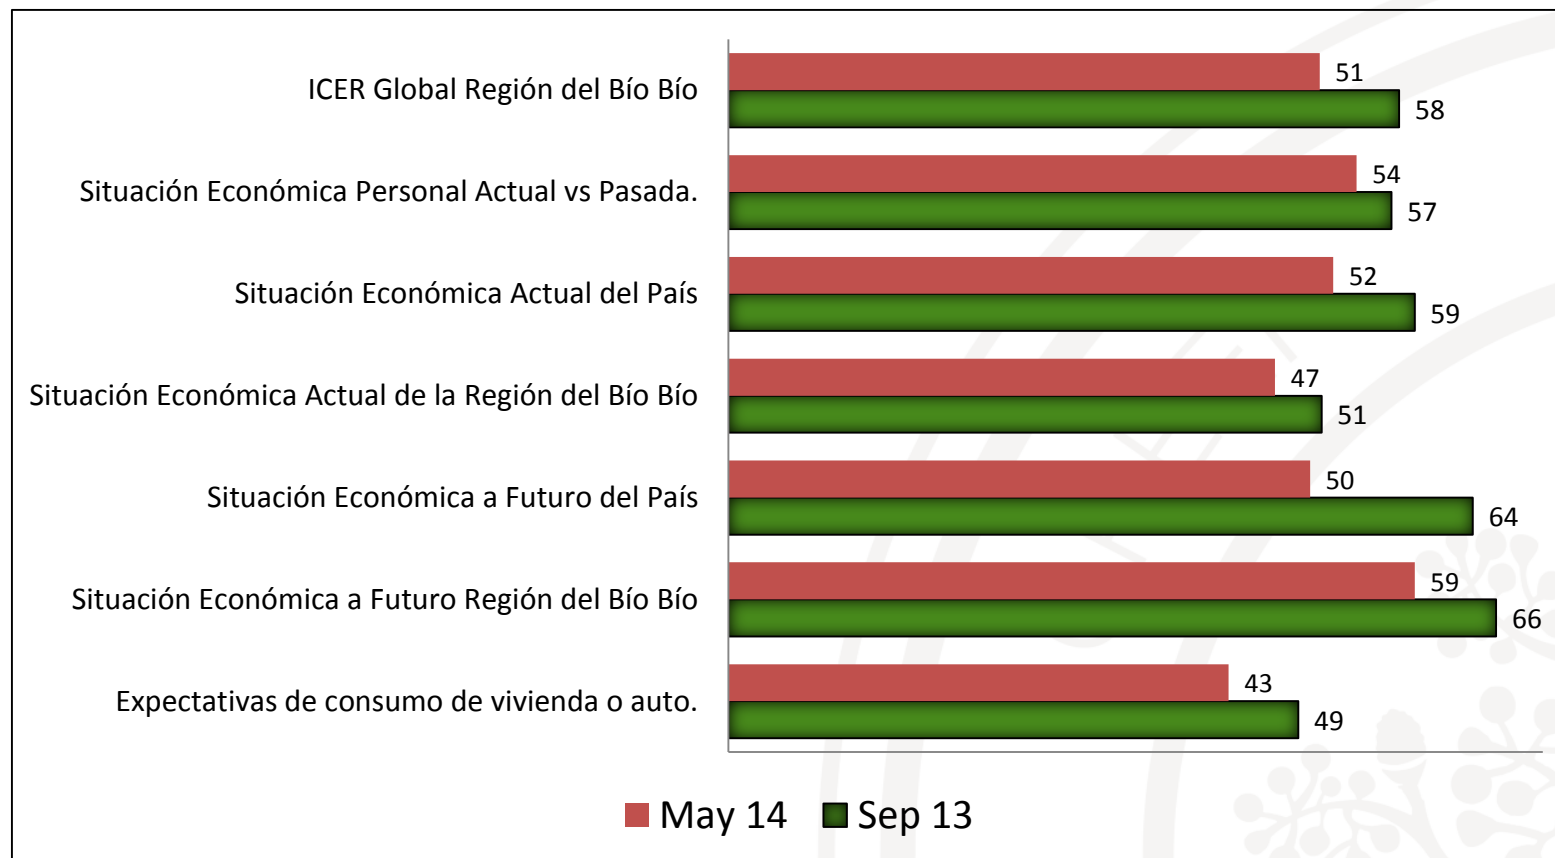 ICER Global Región del Bío Bío
51
58
Situación Económica Personal Actual vs Pasada.
54
57
Situación Económica Actual del País
52
59
Situación Económica Actual de la Región del Bío Bío
47
51
Situación Económica a Futuro del País
50
64
Situación Económica a Futuro Región del Bío Bío
59
66
Expectativas de consumo de vivienda o auto.
43
49
May 14 Sep 13